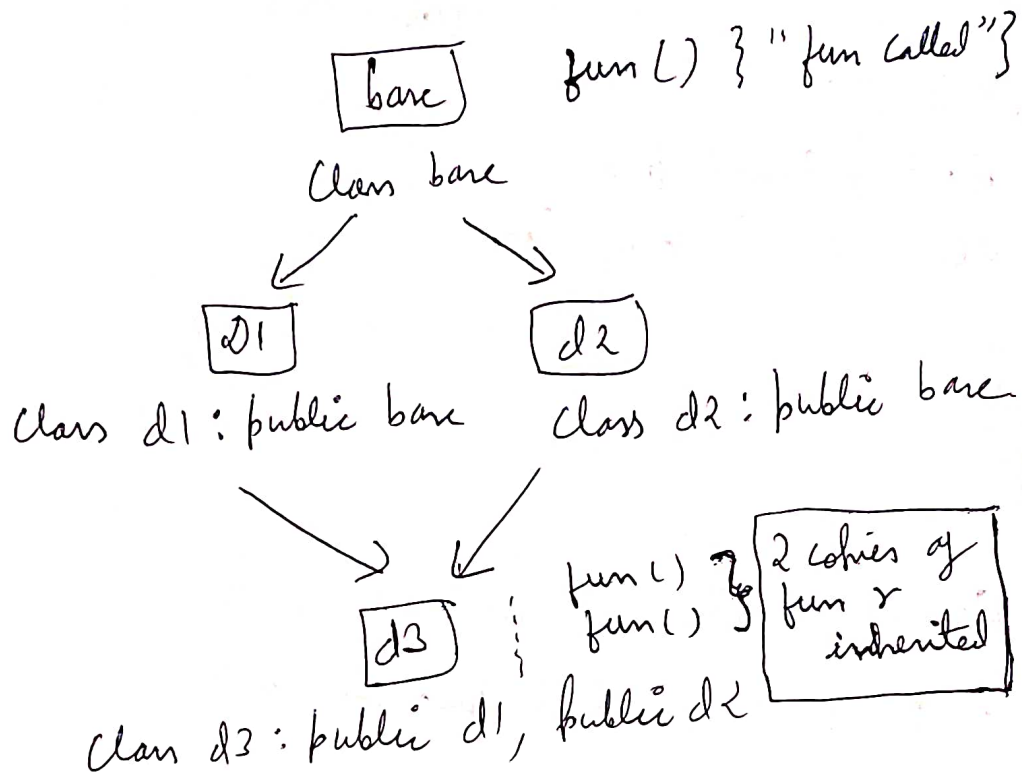 base
fun() } "fun called"}
Class base
D1
d2
Class d1 : public base
Class d2 : public base
d3
fun()
fun()
2 copies of
fun r
inherited
Class d3 : public d1, public d2